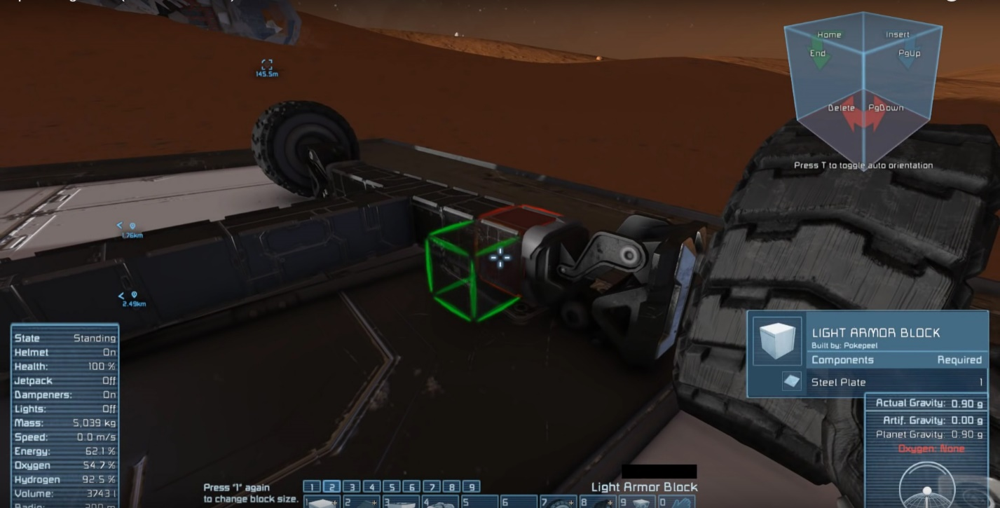 Home
Insert
End
PgUp
145.5m
Delete
PgDown
Press T to toggle auto orientation
1.76km
2.49km
State Standing
Helmet On
Health: 100 %
Jetpack Off
Dampeners: On
Lights: Off
Mass: 5,039 kg
Speed: 0.0 m/s
Energy: 62.1 %
Oxygen 54.7 %
Hydrogen 92.5 %
Volume: 3743 l
LIGHT ARMOR BLOCK
Built by: Pokepeel
Components Required
Steel Plate 1
Actual Gravity: 0.90 g
Artif. Gravity: 0.00 g
Planet Gravity: 0.90 g
Oxygen: None
Press "1" again
to change block size.
1 2 3 4 5 6 7 8 9
Light Armor Block
1 2 3 4 5 6 7 8 9 0